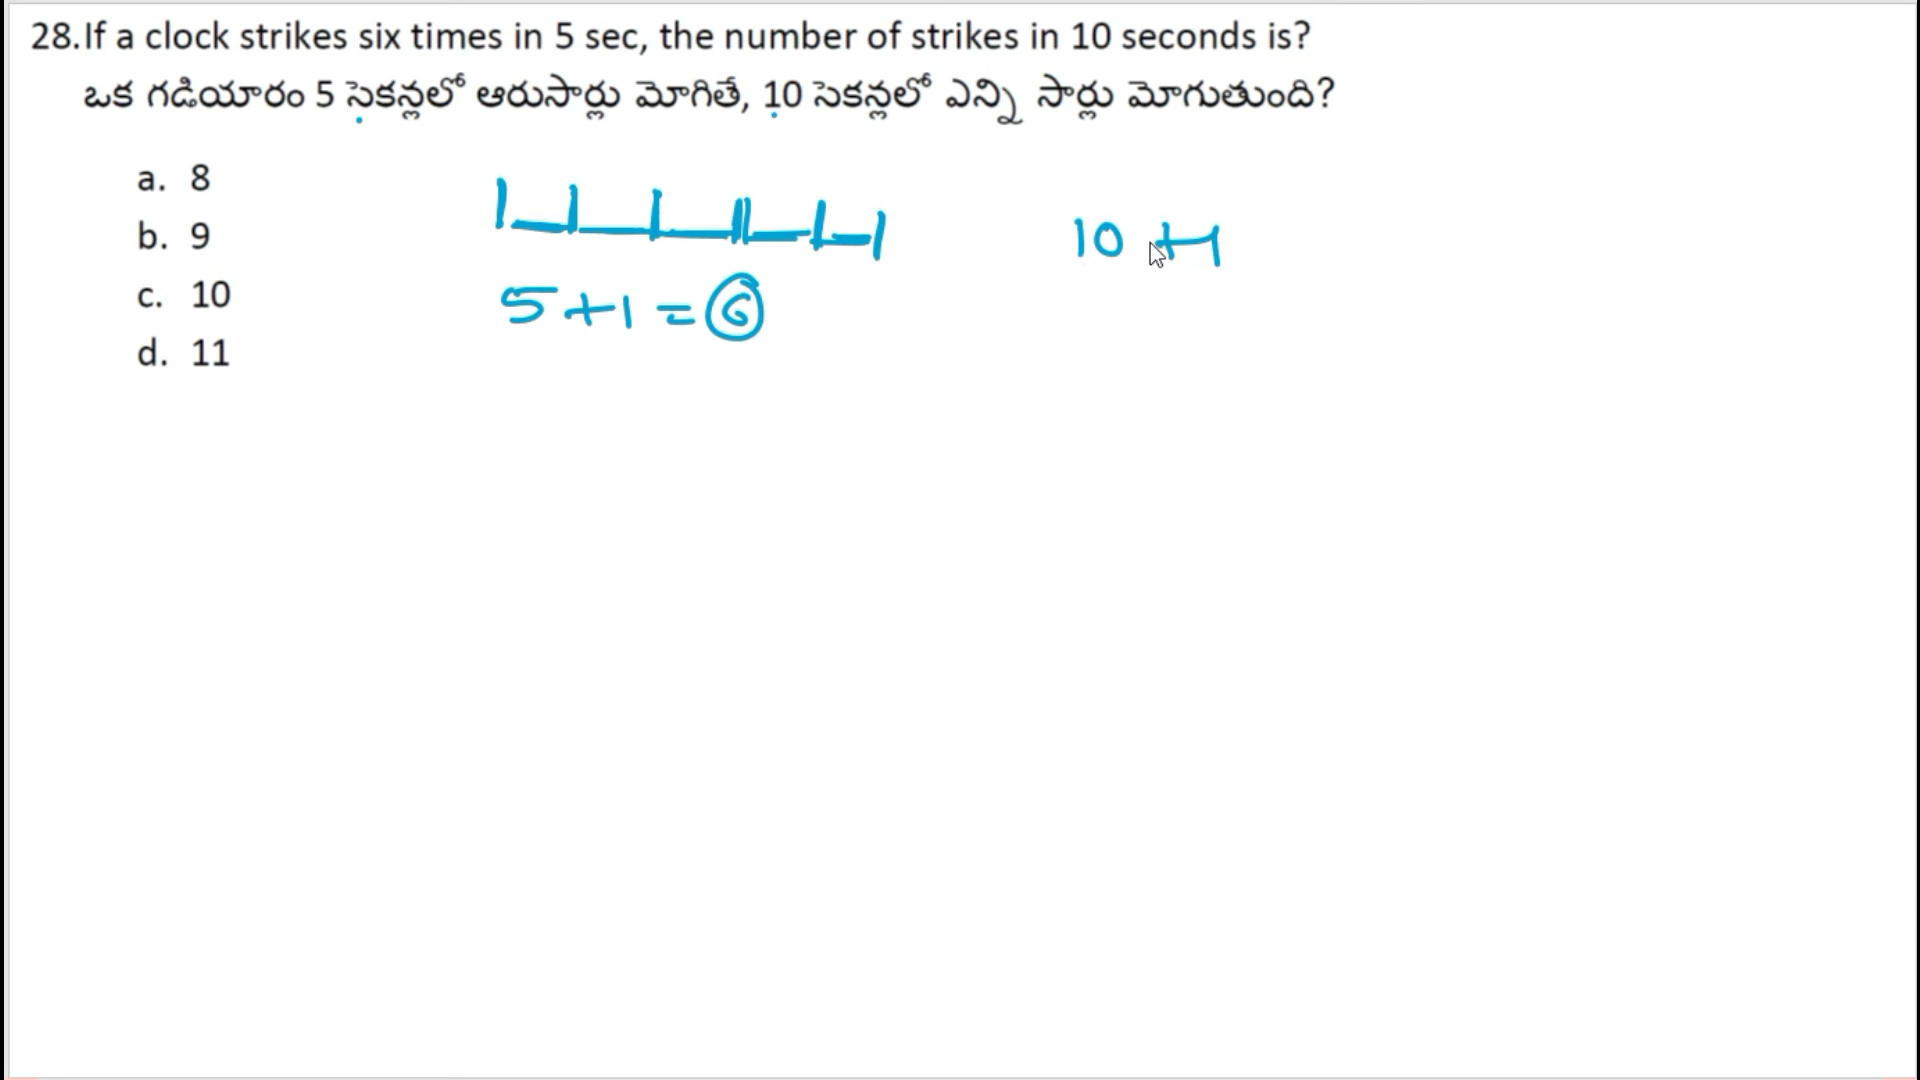 28.If a clock strikes six times in 5 sec, the number of strikes in 10 seconds is?
ఒక గడియారం 5 సెకన్లలో ఆరుసార్లు మోగితే, 10 సెకన్లలో ఎన్ని సార్లు మోగుతుంది?
a. 8
b. 9
c. 10
d. 11
5+1=6
10+1